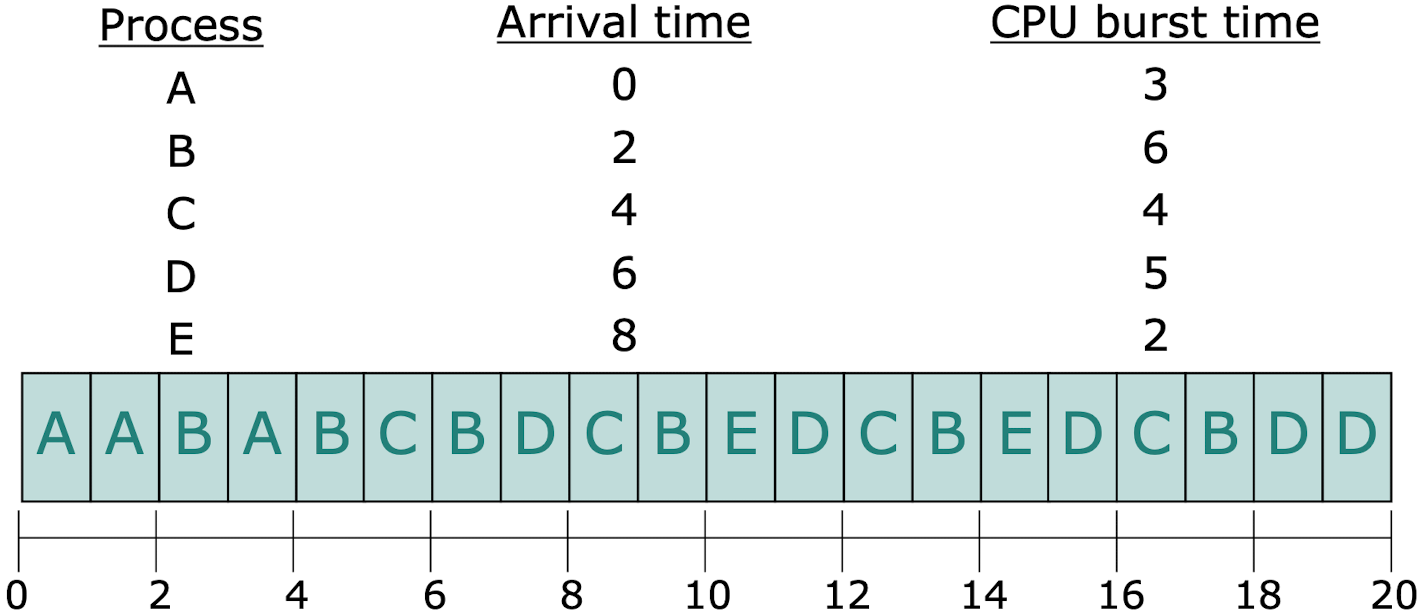 Process Arrival time CPU burst time
A 0 3
B 2 6
C 4 4
D 6 5
E 8 2
A A B A B C B D C B E D C B E D C B D D
0 2 4 6 8 10 12 14 16 18 20